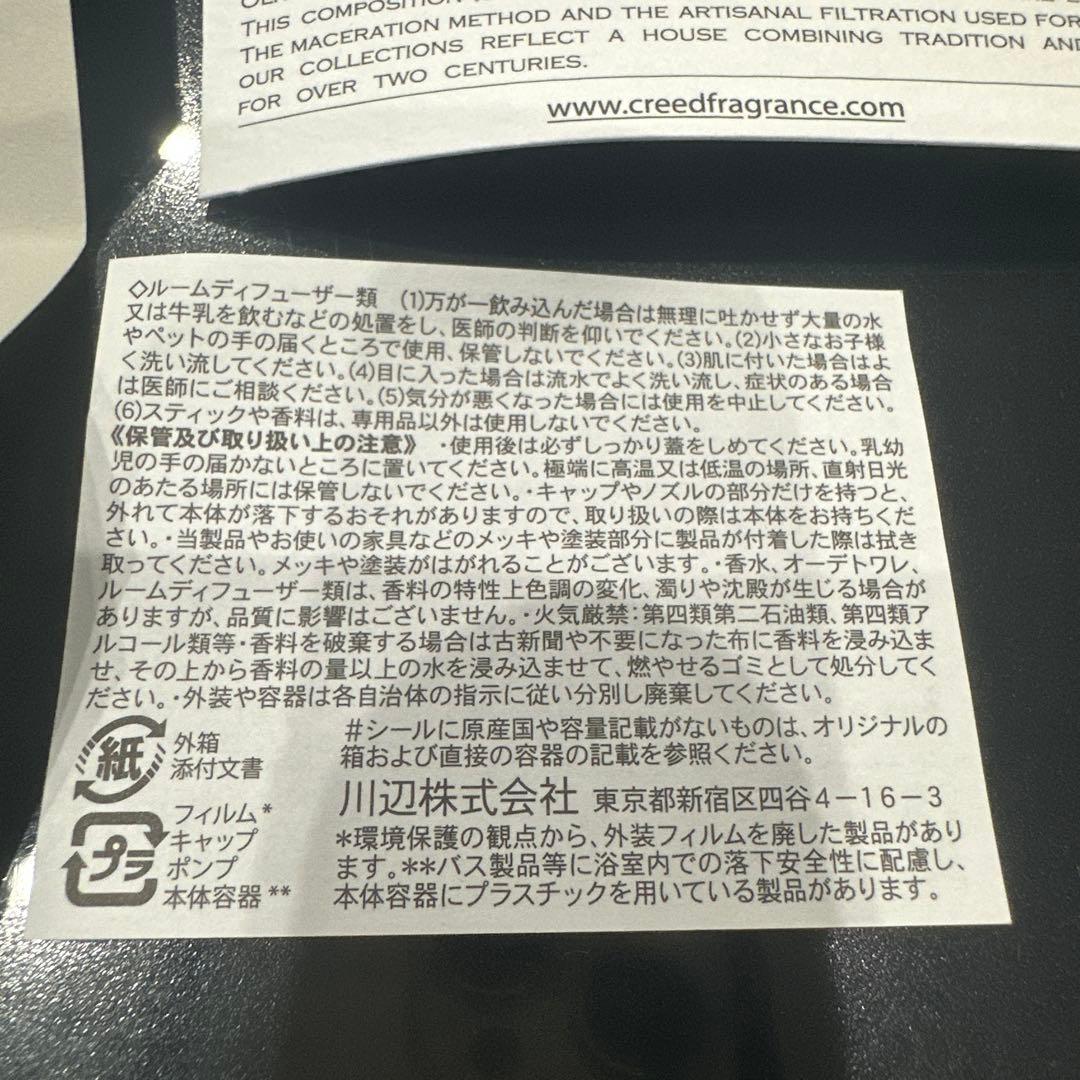 THIS COMPOSITION
THE MACERATION METHOD AND THE ARTISANAL FILTRATION USED FOR
OUR COLLECTIONS REFLECT A HOUSE COMBINING TRADITION AND
FOR OVER TWO CENTURIES.
www.creedfragrance.com
◇ルームディフューザー類 (1)万が一飲み込んだ場合は無理に吐かせず大量の水
又は牛乳を飲むなどの処置をし、医師の判断を仰いでください。(2)小さなお子様
やペットの手の届くところで使用、保管しないでください。(3)肌に付いた場合はよ
く洗い流してください。(4)目に入った場合は流水でよく洗い流し、症状のある場合
は医師にご相談ください。(5)気分が悪くなった場合には使用を中止してください。
(6)スティックや香料は、専用品以外は使用しないでください。
《保管及び取り扱い上の注意》 ・使用後は必ずしっかり蓋をしめてください。乳幼
児の手の届かないところに置いてください。極端に高温又は低温の場所、直射日光
のあたる場所には保管しないでください。・キャップやノズルの部分だけを持つと、
外れて本体が落下するおそれがありますので、取り扱いの際は本体をお持ちくだ
さい。・当製品やお使いの家具などのメッキや塗装部分に製品が付着した際は拭き
取ってください。メッキや塗装がはがれることがございます。・香水、オーデトワレ、
ルームディフューザー類は、香料の特性上色調の変化、濁りや沈殿が生じる場合が
ありますが、品質に影響はございません。・火気厳禁:第四類第二石油類、第四類ア
ルコール類等・香料を破棄する場合は古新聞や不要になった布に香料を浸み込ま
せ、その上から香料の量以上の水を浸み込ませて、燃やせるゴミとして処分してく
ださい。・外装や容器は各自治体の指示に従い分別し廃棄してください。
紙 外箱
添付文書
#シールに原産国や容量記載がないものは、オリジナルの
箱および直接の容器の記載を参照ください。
プラ フィルム*
キャップ
ポンプ
本体容器**
川辺株式会社 東京都新宿区四谷4-16-3
*環境保護の観点から、外装フィルムを廃した製品があり
ます。**バス製品等に浴室内での落下安全性に配慮し、
本体容器にプラスチックを用いている製品があります。